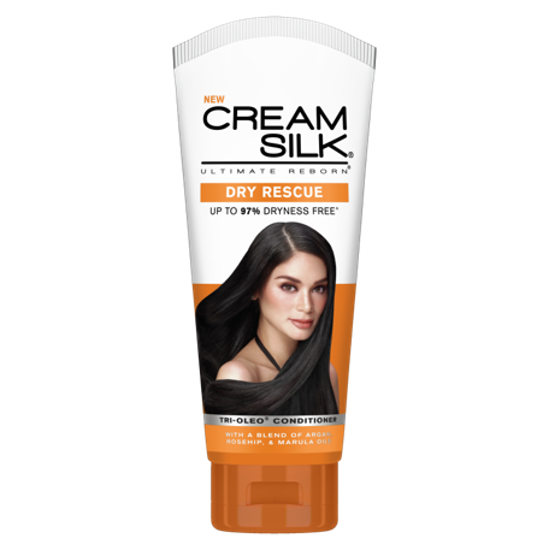 NEW
CREAM
SILK®
ULTIMATE REBORN®
DRY RESCUE
UP TO 97% DRYNESS FREE*
TRI-OLEO® CONDITIONER
WITH A BLEND OF ARGAN,
ROSEHIP, & MARULA OILS